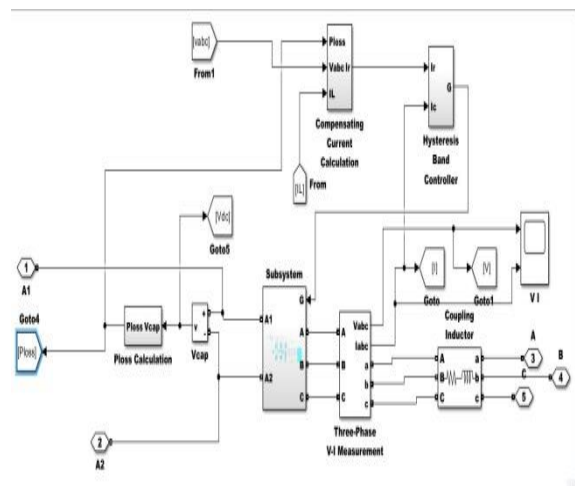 [vabc]
From1
Ploss
Vabc Ir
IL
Compensating
Current
Calculation
[IL]
From
Ir
Ic
G
Hysteresis
Band
Controller
[Vdc]
Goto5
1
A1
Goto4
[Ploss]
Ploss Vcap
Ploss Calculation
+
v
-
Vcap
2
A2
Subsystem
G
A1
A2
A
B
C
A
B
C
Vabc
Iabc
a
b
c
Three-Phase
V-I Measurement
[I]
Goto
[V]
Goto1
V I
Coupling
Inductor
A
B
C
a
b
c
A
3
B
4
C
5